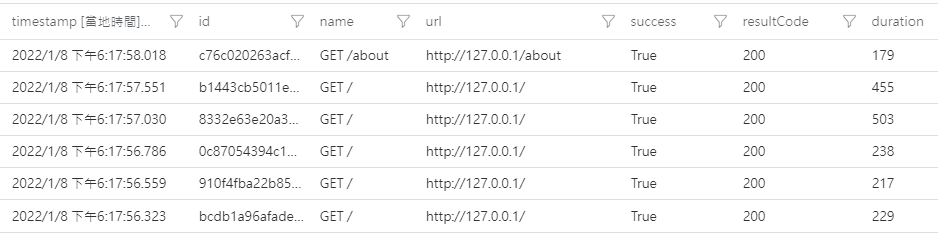 timestamp [當地時間]... id name url success resultCode duration
2022/1/8 下午6:17:58.018 c76c020263acf... GET /about http://127.0.0.1/about True 200 179
2022/1/8 下午6:17:57.551 b1443cb5011e... GET / http://127.0.0.1/ True 200 455
2022/1/8 下午6:17:57.030 8332e63e20a3... GET / http://127.0.0.1/ True 200 503
2022/1/8 下午6:17:56.786 0c87054394c1... GET / http://127.0.0.1/ True 200 238
2022/1/8 下午6:17:56.559 910f4fba22b85... GET / http://127.0.0.1/ True 200 217
2022/1/8 下午6:17:56.323 bcdb1a96afade... GET / http://127.0.0.1/ True 200 229